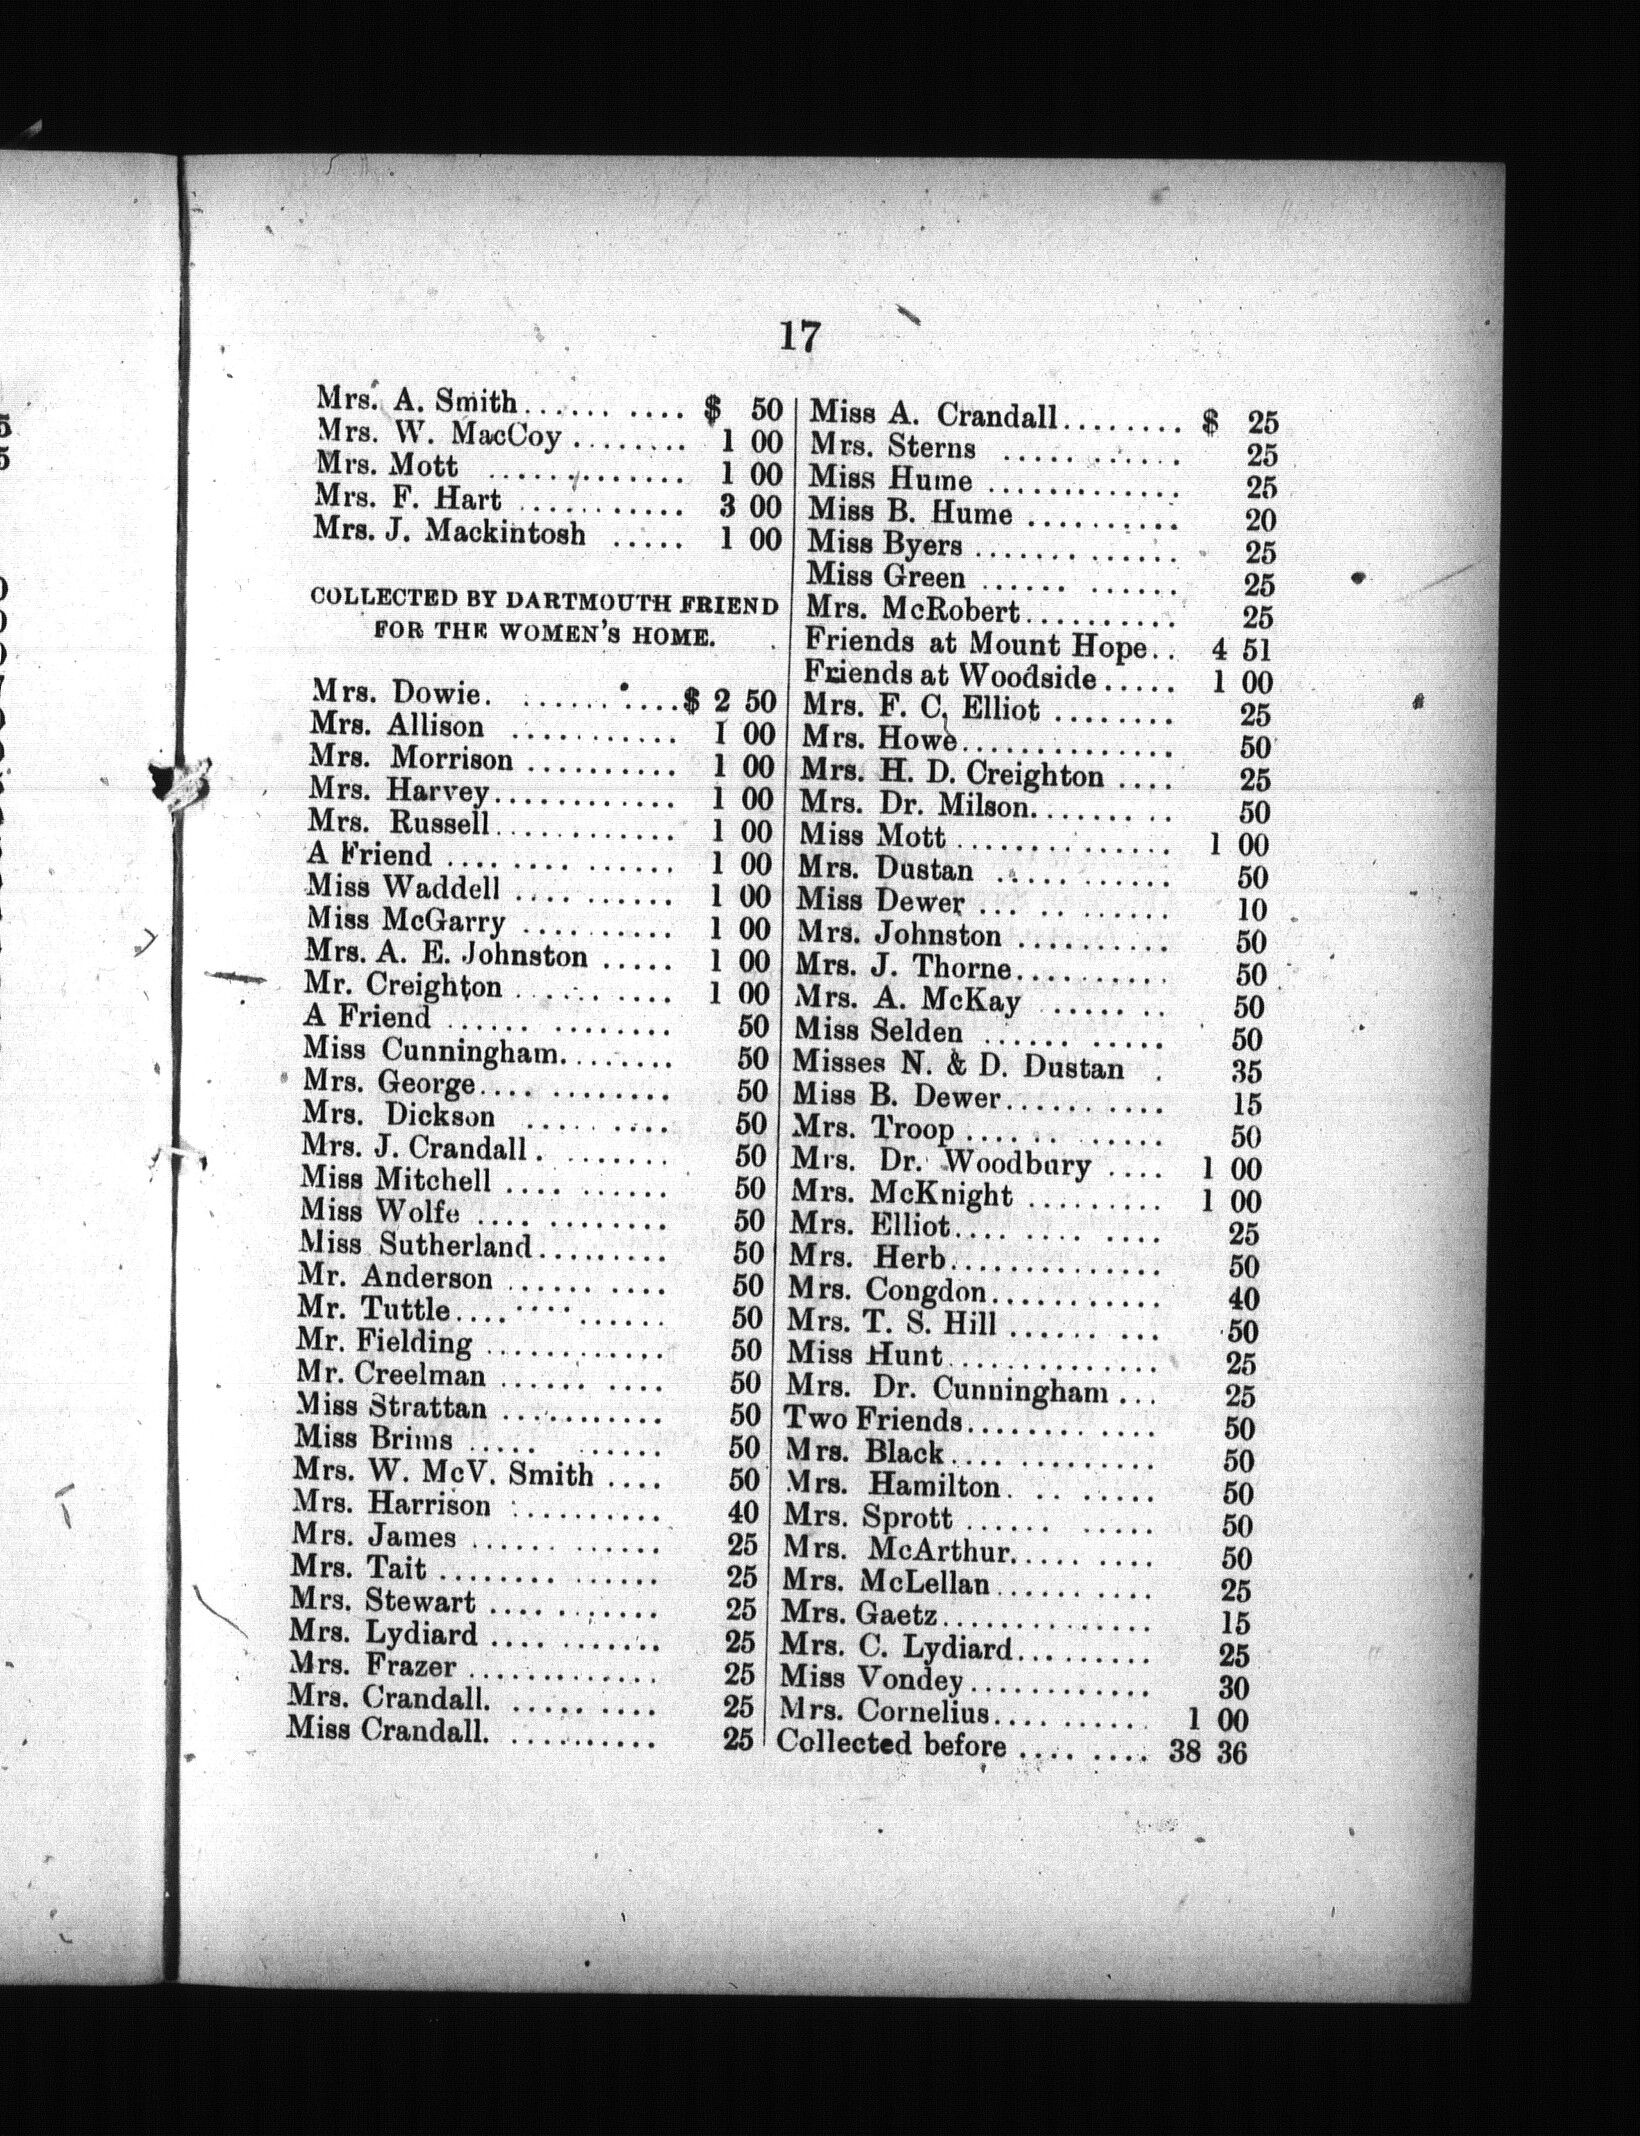 17
Mrs. A. Smith...... .... $ 50
Mrs. W. MacCoy ........ 1 00
Mrs. Mott ............. 1 00
Mrs. F. Hart ........... 3 00
Mrs. J. Mackintosh ..... 1 00
COLLECTED BY DARTMOUTH FRIEND
FOR THE WOMEN'S HOME.
Mrs. Dowie. .......... $ 2 50
Mrs. Allison ........... 1 00
Mrs. Morrison .......... 1 00
Mrs. Harvey............ 1 00
Mrs. Russell............ 1 00
A Friend .... .......... 1 00
Miss Waddell .... ...... 1 00
Miss McGarry .......... 1 00
Mrs. A. E. Johnston ..... 1 00
Mr. Creighton .......... 1 00
A Friend ...... ........ 50
Miss Cunningham........ 50
Mrs. George.... ......... 50
Mrs. Dickson ..... .... 50
Mrs. J. Crandall. ....... 50
Miss Mitchell .... ...... 50
Miss Wolfe .... ........ 50
Miss Sutherland......... 50
Mr. Anderson ...... .... 50
Mr. Tuttle.... .... ...... 50
Mr. Fielding ............ 50
Mr. Creelman ...... .... 50
Miss Strattan ........... 50
Miss Brims ..... ...... 50
Mrs. W. McV. Smith .... 50
Mrs. Harrison .......... 40
Mrs. James ...... ...... 25
Mrs. Tait ........ ...... 25
Mrs. Stewart .... ....... 25
Mrs. Lydiard .... ....... 25
Mrs. Frazer ............. 25
Mrs. Crandall. .......... 25
Miss Crandall. .......... 25
Miss A. Crandall........ $ 25
Mrs. Sterns ..... ...... 25
Miss Hume ............. 25
Miss B. Hume .......... 20
Miss Byers ........ ...... 25
Miss Green ...... ...... 25
Mrs. McRobert.......... 25
Friends at Mount Hope.. 4 51
Friends at Woodside..... 1 00
Mrs. F. C. Elliot ........ 25
Mrs. Howe.............. 50
Mrs. H. D. Creighton .... 25
Mrs. Dr. Milson......... 50
Miss Mott .............. 1 00
Mrs. Dustan ..... ...... 50
Miss Dewer ... .. ....... 10
Mrs. Johnston .......... 50
Mrs. J. Thorne.......... 50
Mrs. A. McKay ..... .. 50
Miss Selden ...... ..... 50
Misses N. & D. Dustan . 35
Miss B. Dewer.......... 15
Mrs. Troop .... .. ...... 50
Mrs. Dr. Woodbury .... 1 00
Mrs. McKnight ......... 1 00
Mrs. Elliot.... .... .... 25
Mrs. Herb.............. 50
Mrs. Congdon........... 40
Mrs. T. S. Hill ...... ... 50
Miss Hunt.............. 25
Mrs. Dr. Cunningham ... 25
Two Friends........ .... 50
Mrs. Black.... ......... 50
Mrs. Hamilton. .. ..... 50
Mrs. Sprott ...... ..... 50
Mrs. McArthur..... .... 50
Mrs. McLellan...... .... 25
Mrs. Gaetz.............. 15
Mrs. C. Lydiard......... 25
Miss Vondey............ 30
Mrs. Cornelius.... ...... 1 00
Collected before .... .... 38 36